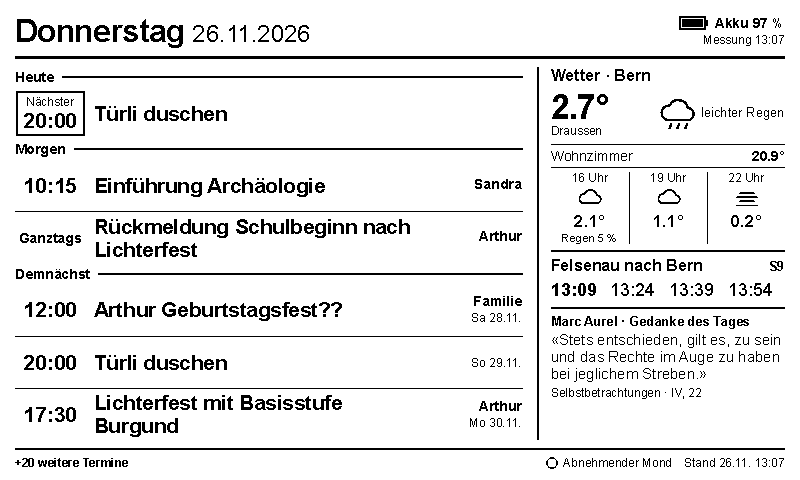 Donnerstag 26.11.2026
Akku 97 %
Messung 13:07
Heute
Nächster
20:00
Türli duschen
Morgen
10:15
Einführung Archäologie
Sandra
Ganztags
Rückmeldung Schulbeginn nach
Lichterfest
Arthur
Demnächst
12:00
Arthur Geburtstagsfest??
Familie
Sa 28.11.
20:00
Türli duschen
So 29.11.
17:30
Lichterfest mit Basisstufe
Burgund
Arthur
Mo 30.11.
Wetter · Bern
2.7°
Draussen
leichter Regen
Wohnzimmer
20.9°
16 Uhr
19 Uhr
22 Uhr
2.1°
1.1°
0.2°
Regen 5 %
Felsenau nach Bern
S9
13:09 13:24 13:39 13:54
Marc Aurel · Gedanke des Tages
«Stets entschieden, gilt es, zu sein
und das Rechte im Auge zu haben
bei jeglichem Streben.»
Selbstbetrachtungen · IV, 22
+20 weitere Termine
Abnehmender Mond
Stand 26.11. 13:07